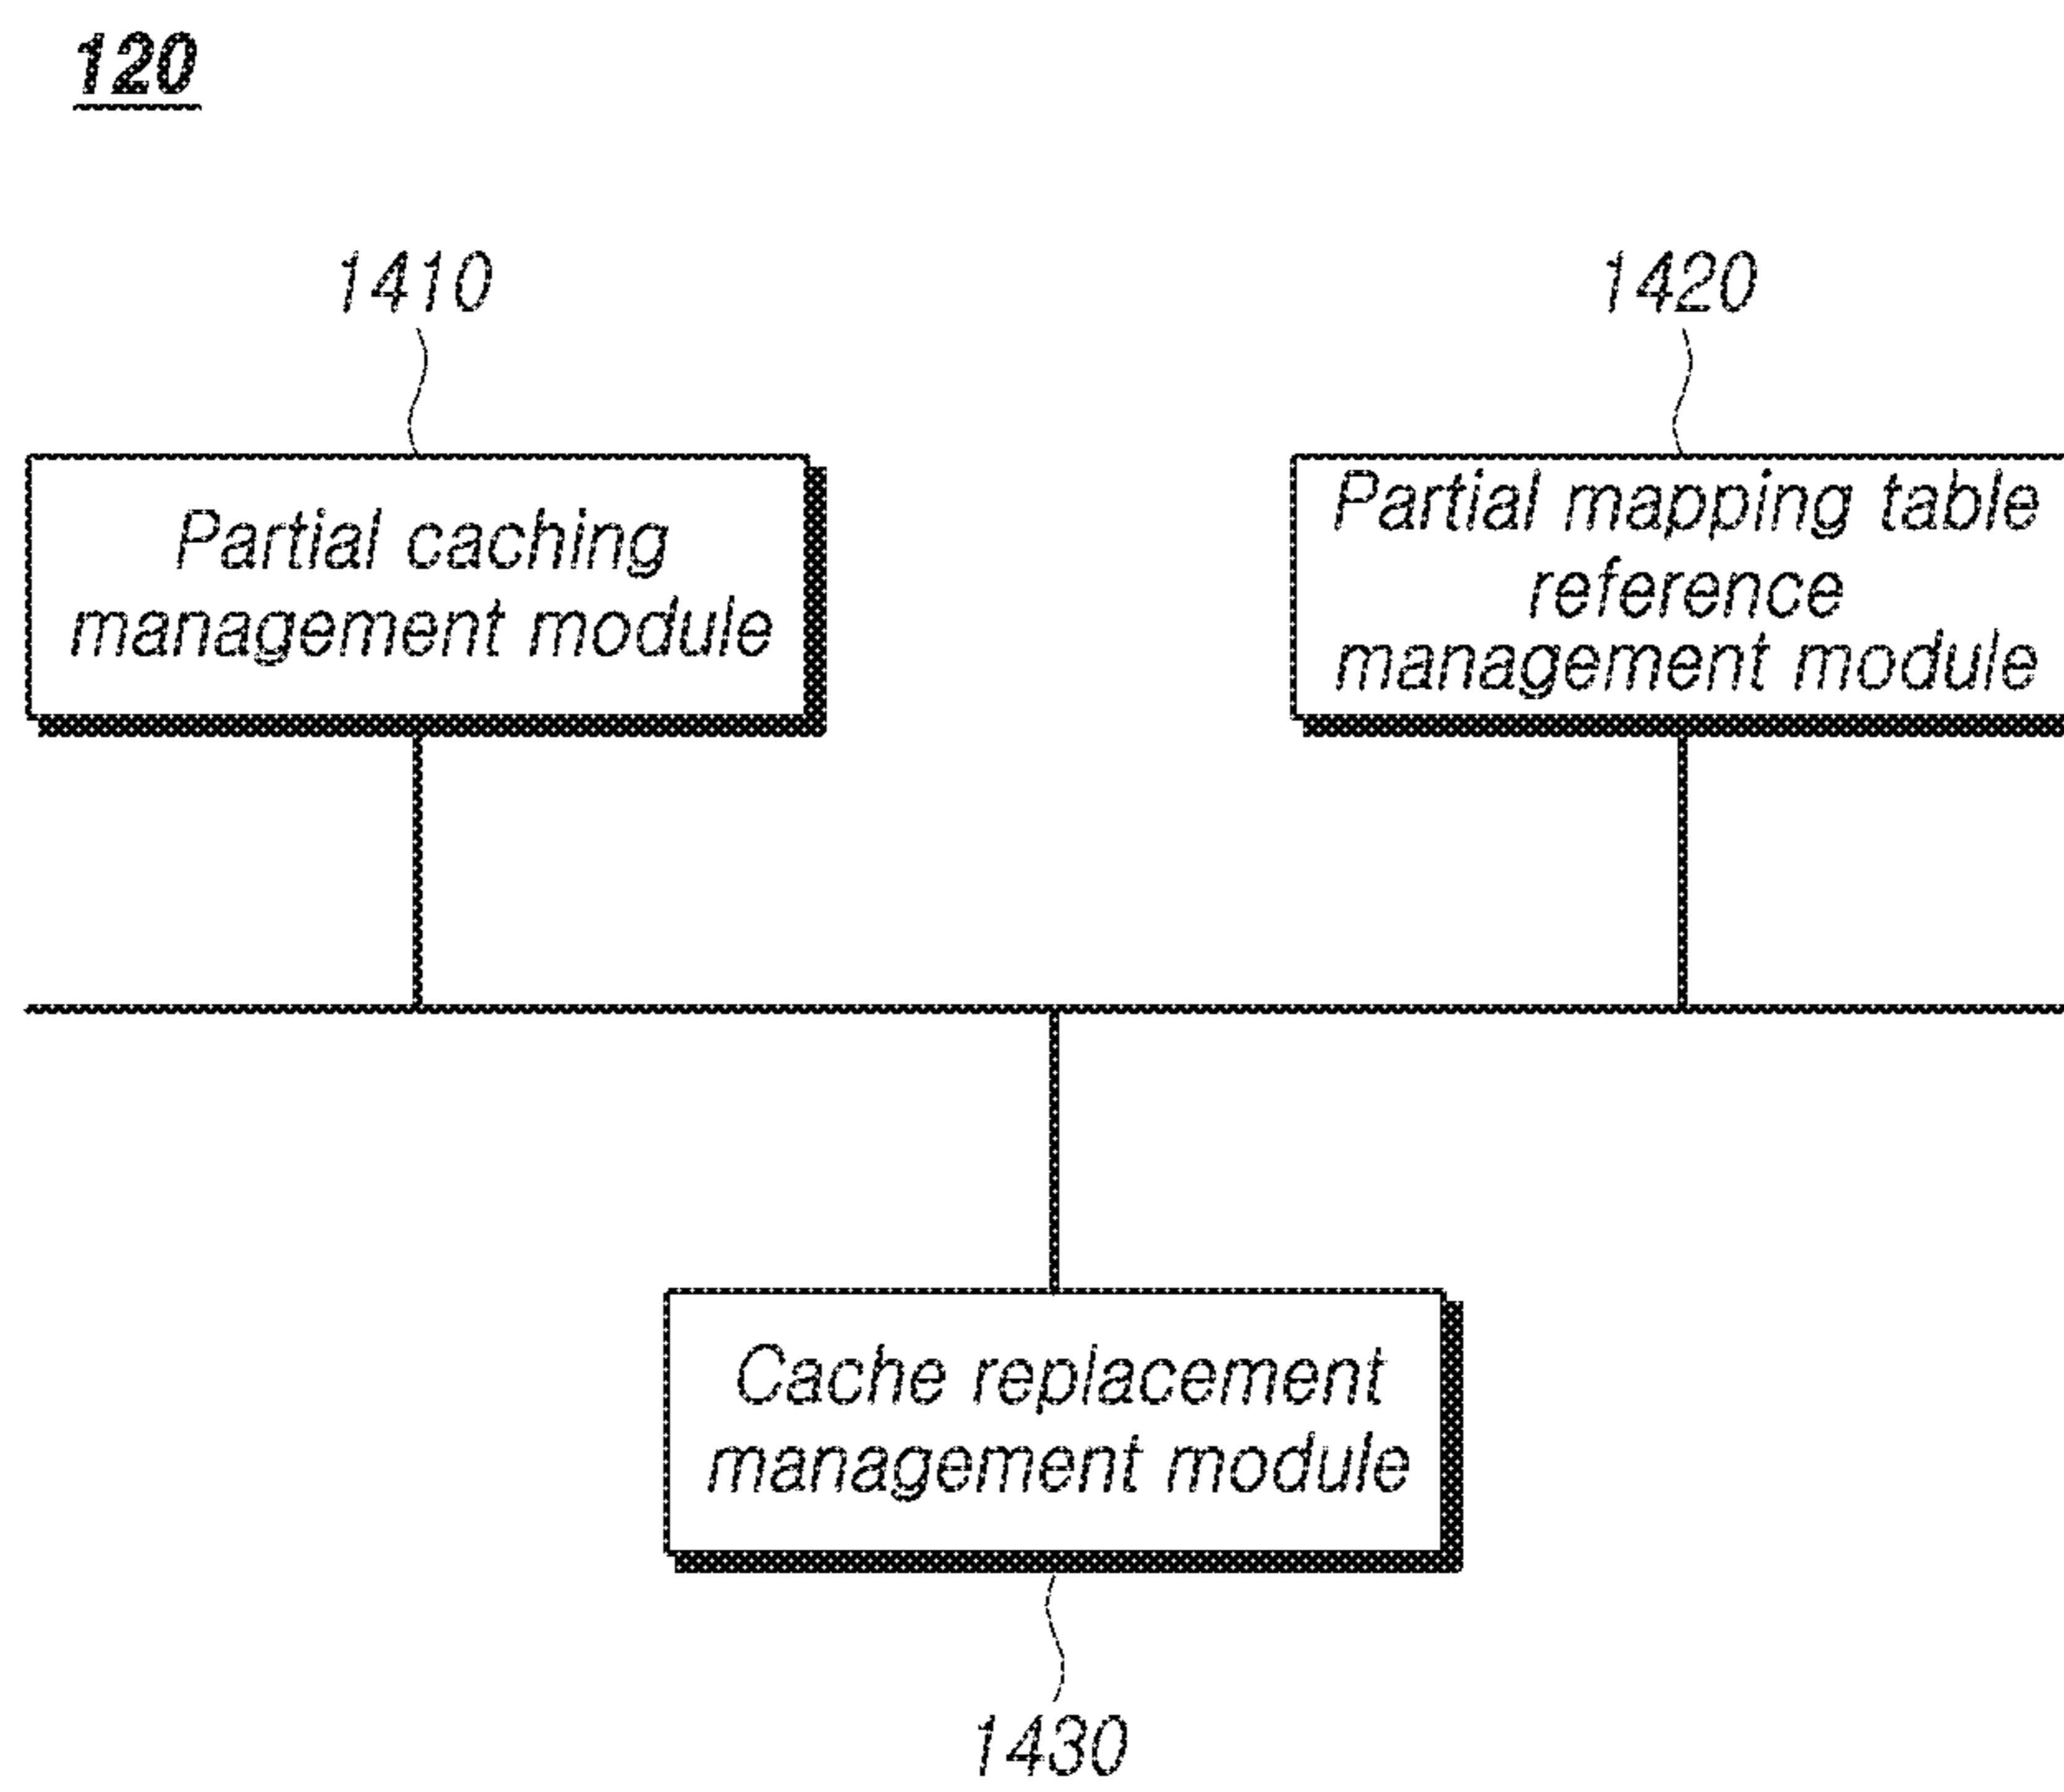 120
1410
1420
Partial caching
management module
Partial mapping table
reference
management module
Cache replacement
management module
1430